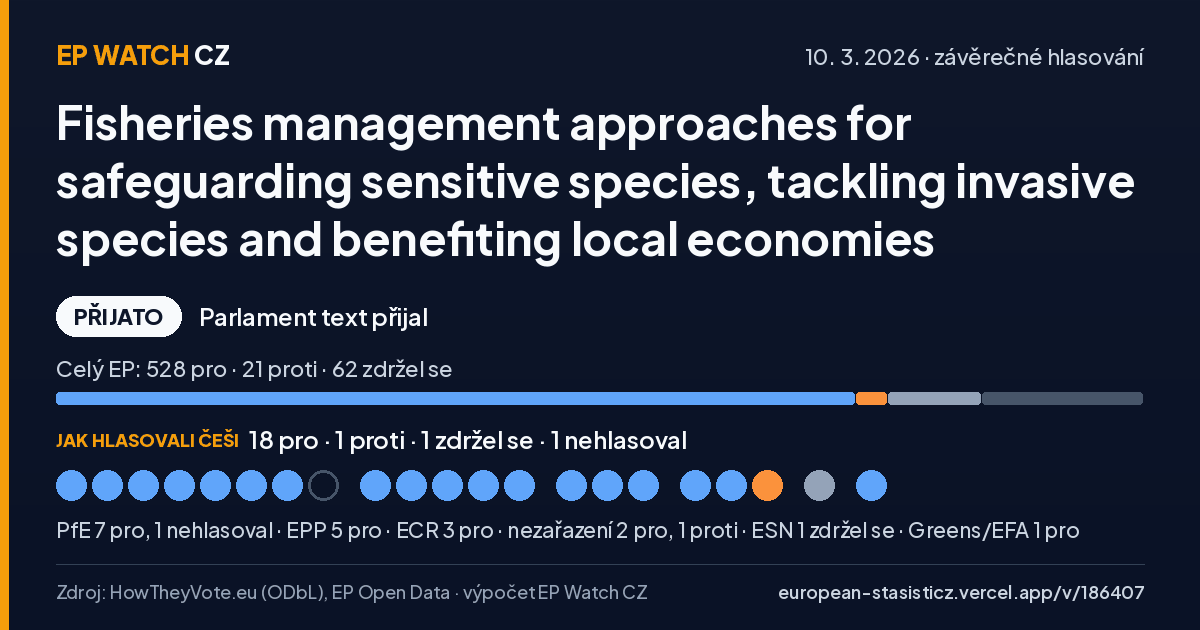 EP WATCH CZ
10. 3. 2026 · závěrečné hlasování
Fisheries management approaches for
safeguarding sensitive species, tackling invasive
species and benefiting local economies
PŘIJATO Parlament text přijal
Celý EP: 528 pro · 21 proti · 62 zdržel se
JAK HLASOVALI ČEŠI 18 pro · 1 proti · 1 zdržel se · 1 nehlasoval
PfE 7 pro, 1 nehlasoval · EPP 5 pro · ECR 3 pro · nezařazení 2 pro, 1 proti · ESN 1 zdržel se · Greens/EFA 1 pro
Zdroj: HowTheyVote.eu (ODbL), EP Open Data · výpočet EP Watch CZ
european-stasisticz.vercel.app/v/186407